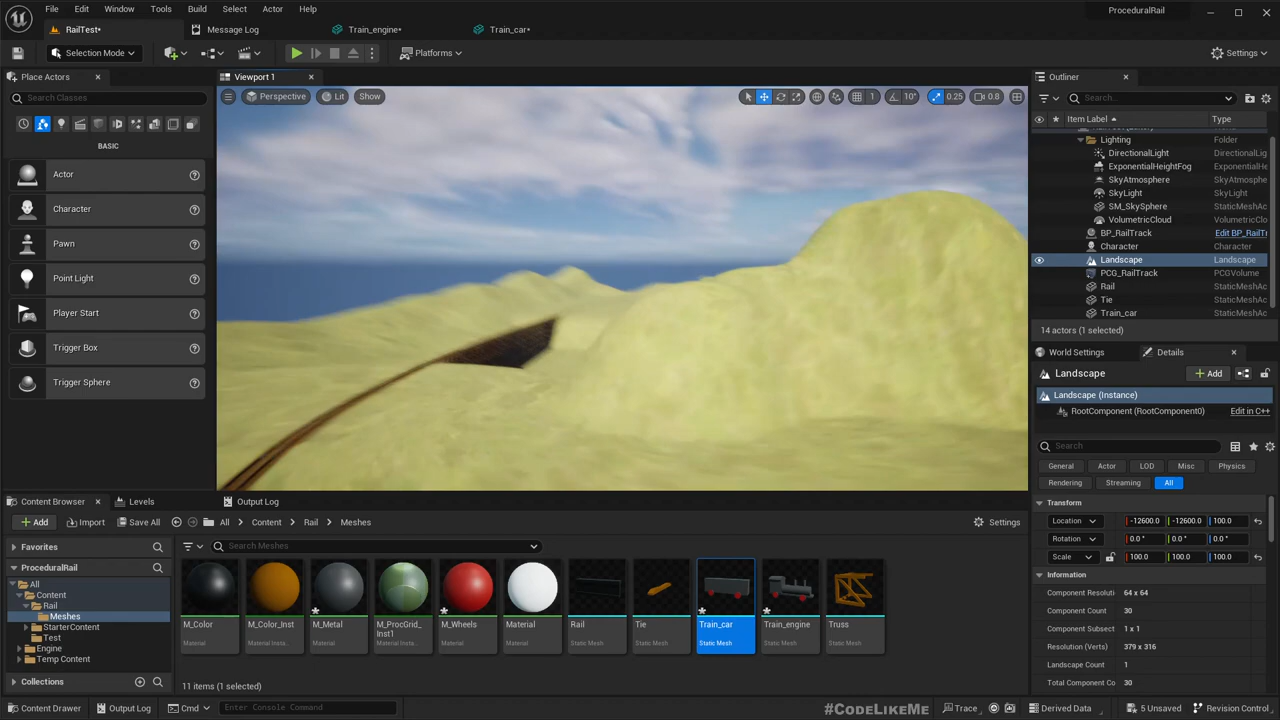 File Edit Window Tools Build Select Actor Help ProceduralRail
RailTest* Message Log Train_engine* Train_car*
Selection Mode Platforms Settings
Place Actors Viewport 1 Outliner
Search Classes Perspective Lit Show 1 10° 0.25 0.8 Search...
Item Label Type
BASIC
Lighting Folder
DirectionalLight DirectionalLig
ExponentialHeightFog ExponentialHei
SkyAtmosphere SkyAtmosphere
SkyLight SkyLight
SM_SkySphere StaticMeshAc
VolumetricCloud VolumetricClou
BP_RailTrack Edit BP_RailTr
Character Character
Landscape Landscape
PCG_RailTrack PCGVolume
Rail StaticMeshAc
Tie StaticMeshAc
Train_car StaticMeshAc
14 actors (1 selected)
Actor
Character
Pawn
Point Light
Player Start
Trigger Box
Trigger Sphere
World Settings Details
Landscape Add
Landscape (Instance)
RootComponent (RootComponent0) Edit in C++
Search
General Actor LOD Misc Physics
Rendering Streaming All
Transform
Location -12600.0 -12600.0 100.0
Rotation 0.0 ° 0.0 ° 0.0 °
Scale 100.0 100.0 100.0
Information
Component Resoluti 64 x 64
Component Count 30
Component Subsect 1 x 1
Resolution (Verts) 379 x 316
Landscape Count 1
Total Component Co 30
Content Browser Levels Output Log
Add Import Save All All Content Rail Meshes Settings
Favorites
ProceduralRail
All
Content
Rail
Meshes
StarterContent
Test
Engine
Temp Content
Collections
Search Meshes
M_Color M_Color_Inst M_Metal M_ProcGrid_ M_Wheels Material Rail Tie Train_car Train_engine Truss
Inst1
Material Material Insta... Material Material Insta... Material Material Static Mesh Static Mesh Static Mesh Static Mesh Static Mesh
11 items (1 selected)
Content Drawer Output Log Cmd Enter Console Command #CODELIKEME Trace Derived Data 5 Unsaved Revision Control